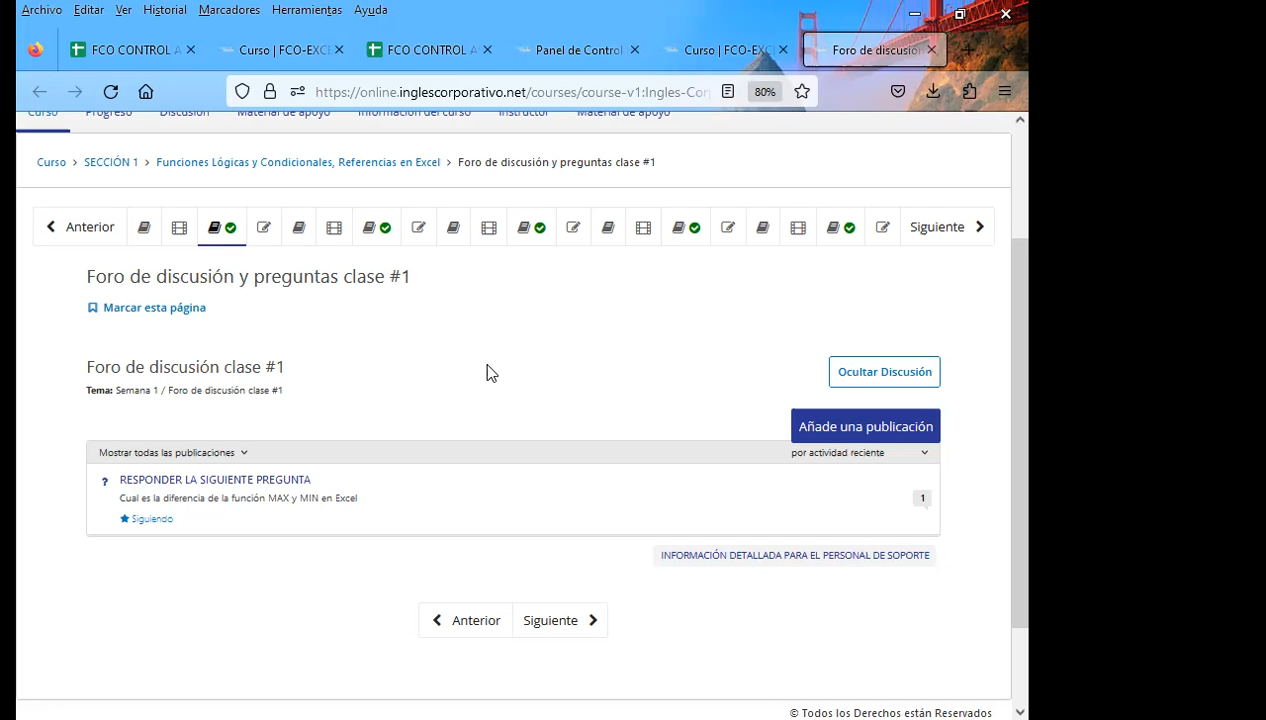 Archivo Editar Ver Historial Marcadores Herramientas Ayuda
FCO CONTROL A Curso | FCO-EXCE FCO CONTROL A Panel de Control Curso | FCO-EXCE Foro de discusión
https://online.inglescorporativo.net/courses/course-v1:Ingles-Cor 80%
Curso Progreso Discusión Material de apoyo Información del curso Instructor Material de apoyo
Curso > SECCIÓN 1 > Funciones Lógicas y Condicionales, Referencias en Excel > Foro de discusión y preguntas clase #1
Anterior Siguiente
Foro de discusión y preguntas clase #1
Marcar esta página
Foro de discusión clase #1
Ocultar Discusión
Tema: Semana 1 / Foro de discusión clase #1
Añade una publicación
Mostrar todas las publicaciones por actividad reciente
? RESPONDER LA SIGUIENTE PREGUNTA
Cual es la diferencia de la función MAX y MIN en Excel
1
Siguiendo
INFORMACIÓN DETALLADA PARA EL PERSONAL DE SOPORTE
Anterior Siguiente
© Todos los Derechos están Reservados